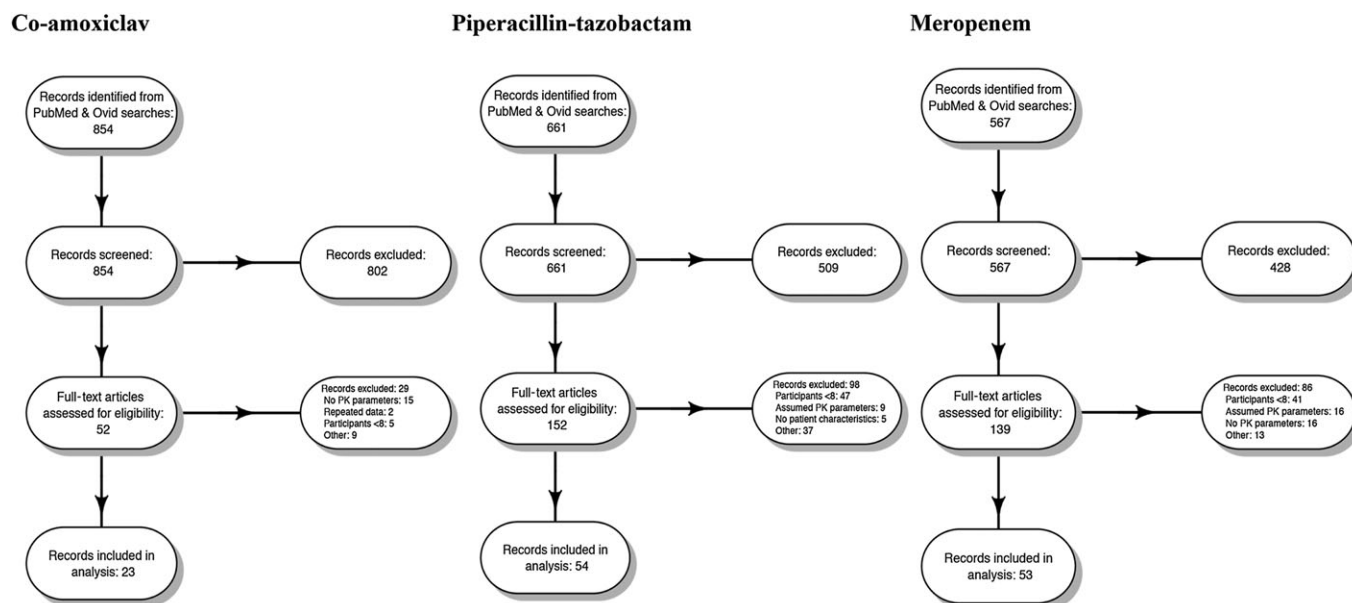 Co-amoxiclav
Records identified from
PubMed & Ovid searches:
854
Records screened:
854
Records excluded:
802
Full-text articles
assessed for eligibility:
52
Records excluded: 29
No PK parameters: 15
Repeated data: 2
Participants <8: 5
Other: 9
Records included in
analysis: 23
Piperacillin-tazobactam
Records identified from
PubMed & Ovid searches:
661
Records screened:
661
Records excluded:
509
Full-text articles
assessed for eligibility:
152
Records excluded: 98
Participants <8: 47
Assumed PK parameters: 9
No patient characteristics: 5
Other: 37
Records included in
analysis: 54
Meropenem
Records identified from
PubMed & Ovid searches:
567
Records screened:
567
Records excluded:
428
Full-text articles
assessed for eligibility:
139
Records excluded: 86
Participants <8: 41
Assumed PK parameters: 16
No PK parameters: 16
Other: 13
Records included in
analysis: 53